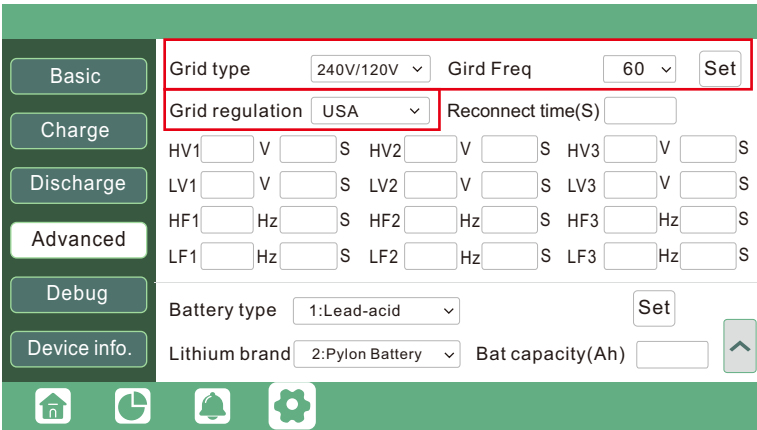 Basic
Charge
Discharge
Advanced
Debug
Device info.
Grid type 240V/120V Gird Freq 60 Set
Grid regulation USA Reconnect time(S)
HV1 V S HV2 V S HV3 V S
LV1 V S LV2 V S LV3 V S
HF1 Hz S HF2 Hz S HF3 Hz S
LF1 Hz S LF2 Hz S LF3 Hz S
Battery type 1:Lead-acid Set
Lithium brand 2:Pylon Battery Bat capacity(Ah)